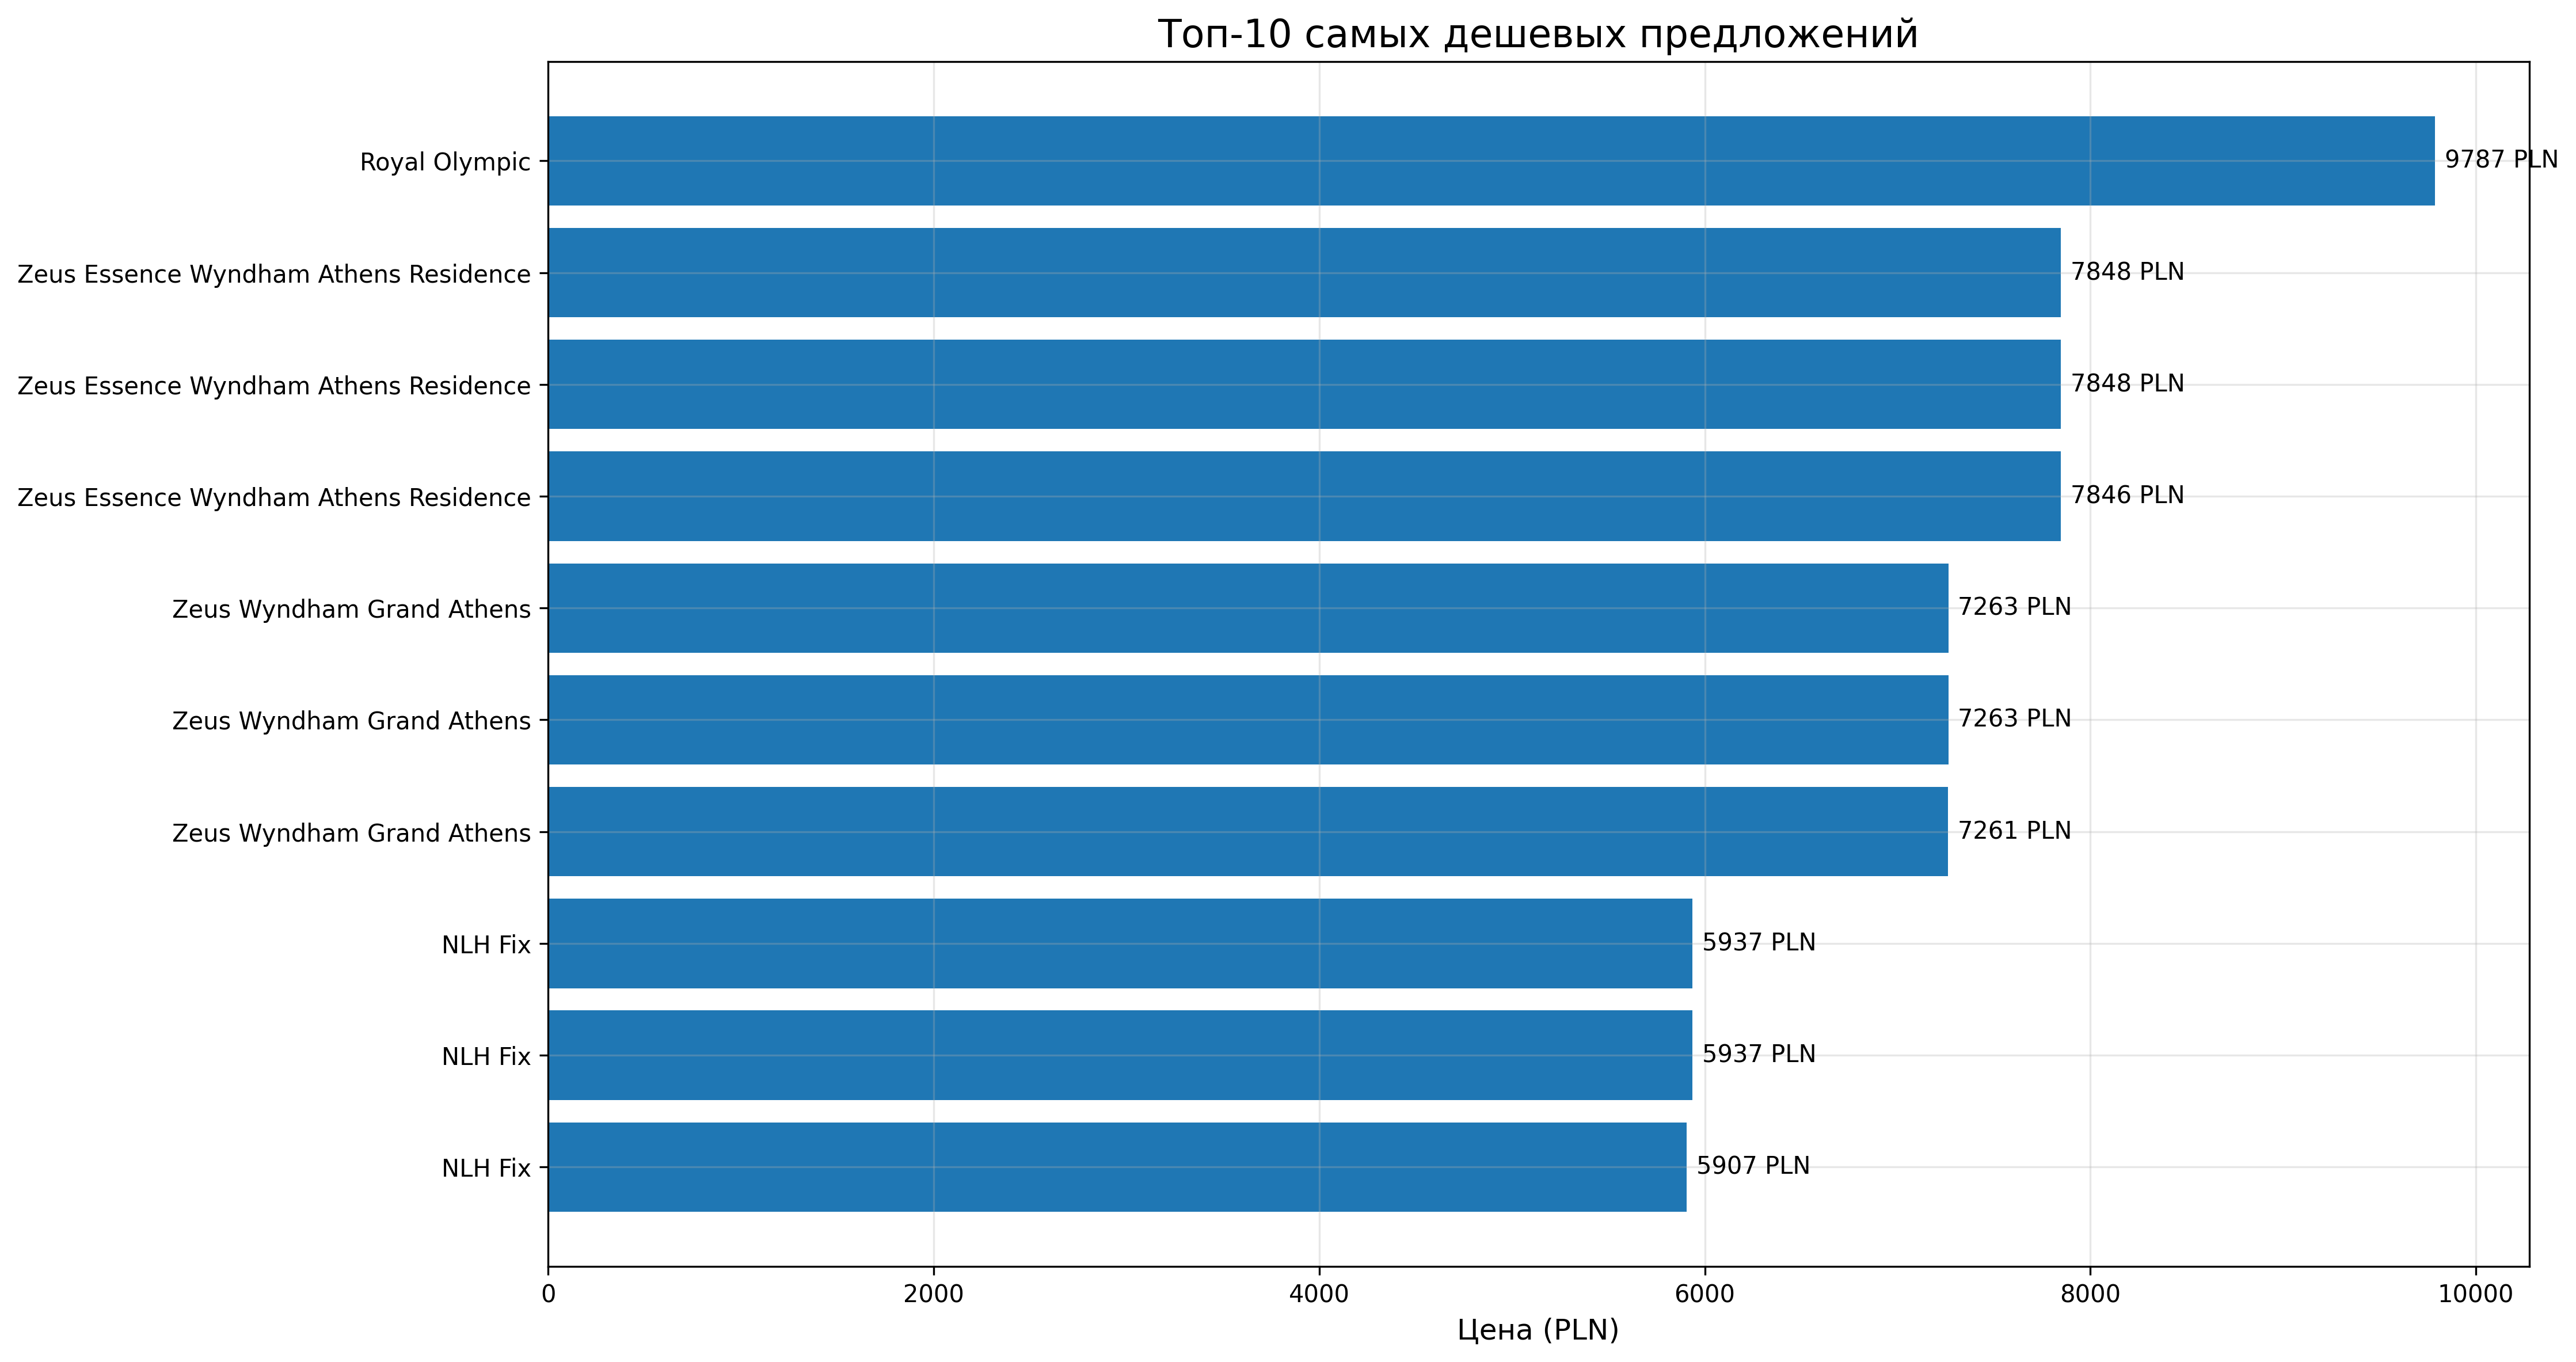 Топ-10 самых дешевых предложений
Royal Olympic
9787 PLN
Zeus Essence Wyndham Athens Residence
7848 PLN
Zeus Essence Wyndham Athens Residence
7848 PLN
Zeus Essence Wyndham Athens Residence
7846 PLN
Zeus Wyndham Grand Athens
7263 PLN
Zeus Wyndham Grand Athens
7263 PLN
Zeus Wyndham Grand Athens
7261 PLN
NLH Fix
5937 PLN
NLH Fix
5937 PLN
NLH Fix
5907 PLN
0
2000
4000
6000
8000
10000
Цена (PLN)